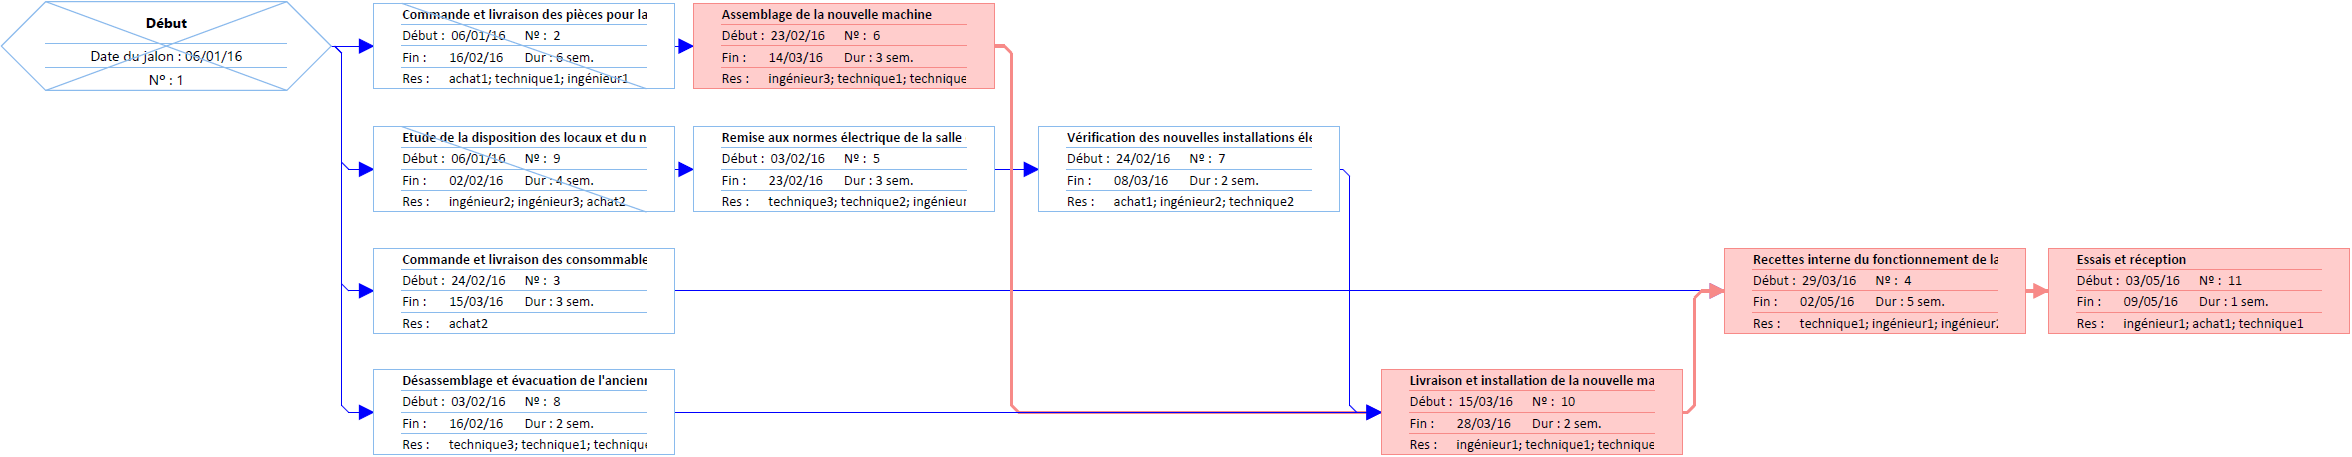 Début
Date du jalon : 06/01/16
Nº : 1
Commande et livraison des pièces pour la
Début : 06/01/16 Nº : 2
Fin : 16/02/16 Dur : 6 sem.
Res : achat1; technique1; ingénieur1
Assemblage de la nouvelle machine
Début : 23/02/16 Nº : 6
Fin : 14/03/16 Dur : 3 sem.
Res : ingénieur3; technique1; technique
Etude de la disposition des locaux et du n
Début : 06/01/16 Nº : 9
Fin : 02/02/16 Dur : 4 sem.
Res : ingénieur2; ingénieur3; achat2
Remise aux normes électrique de la salle
Début : 03/02/16 Nº : 5
Fin : 23/02/16 Dur : 3 sem.
Res : technique3; technique2; ingénieur
Vérification des nouvelles installations éle
Début : 24/02/16 Nº : 7
Fin : 08/03/16 Dur : 2 sem.
Res : achat1; ingénieur2; technique2
Commande et livraison des consommable
Début : 24/02/16 Nº : 3
Fin : 15/03/16 Dur : 3 sem.
Res : achat2
Recettes interne du fonctionnement de la
Début : 29/03/16 Nº : 4
Fin : 02/05/16 Dur : 5 sem.
Res : technique1; ingénieur1; ingénieur2
Essais et réception
Début : 03/05/16 Nº : 11
Fin : 09/05/16 Dur : 1 sem.
Res : ingénieur1; achat1; technique1
Désassemblage et évacuation de l'ancienn
Début : 03/02/16 Nº : 8
Fin : 16/02/16 Dur : 2 sem.
Res : technique3; technique1; technique
Livraison et installation de la nouvelle ma
Début : 15/03/16 Nº : 10
Fin : 28/03/16 Dur : 2 sem.
Res : ingénieur1; technique1; technique